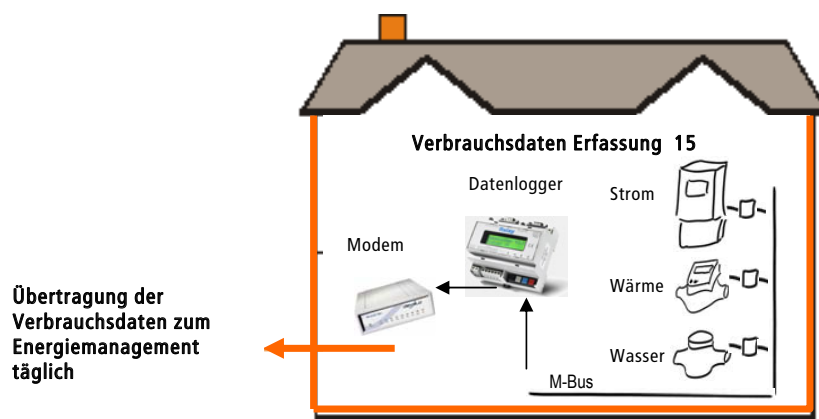 Verbrauchsdaten Erfassung 15
Datenlogger
Strom
Modem
Wärme
Übertragung der
Verbrauchsdaten zum
Energiemanagement
täglich
Wasser
M-Bus